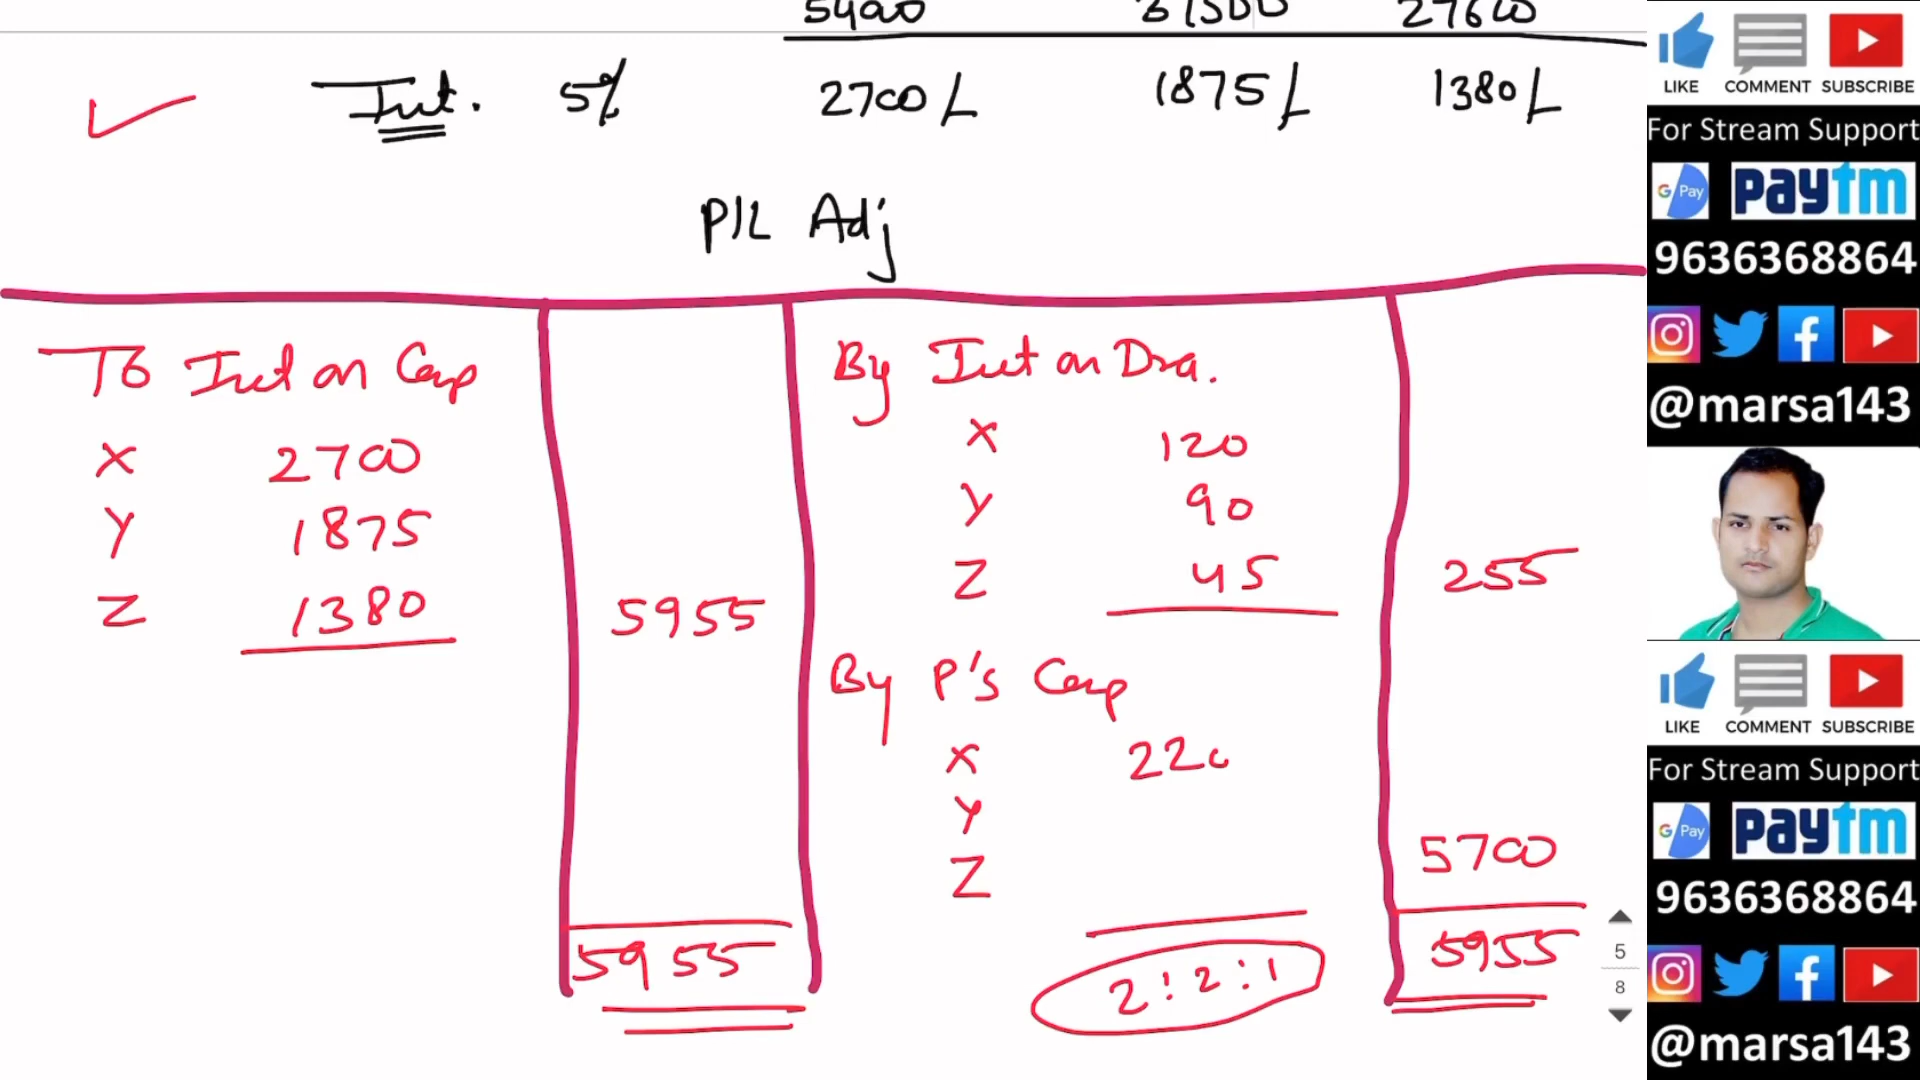 5400 37500 27600
Int. 5% 2700 1875 1380
P/L Adj
To Int on Cap
X 2700
Y 1875
Z 1380 5955
5955
By Int on Dra.
X 120
Y 90
Z 45 255
By P's Cap
X 220
Y
Z 5700
2:2:1 5955
5
8
LIKE COMMENT SUBSCRIBE
For Stream Support
G Pay paytm
9636368864
@marsa143
LIKE COMMENT SUBSCRIBE
For Stream Support
G Pay paytm
9636368864
@marsa143